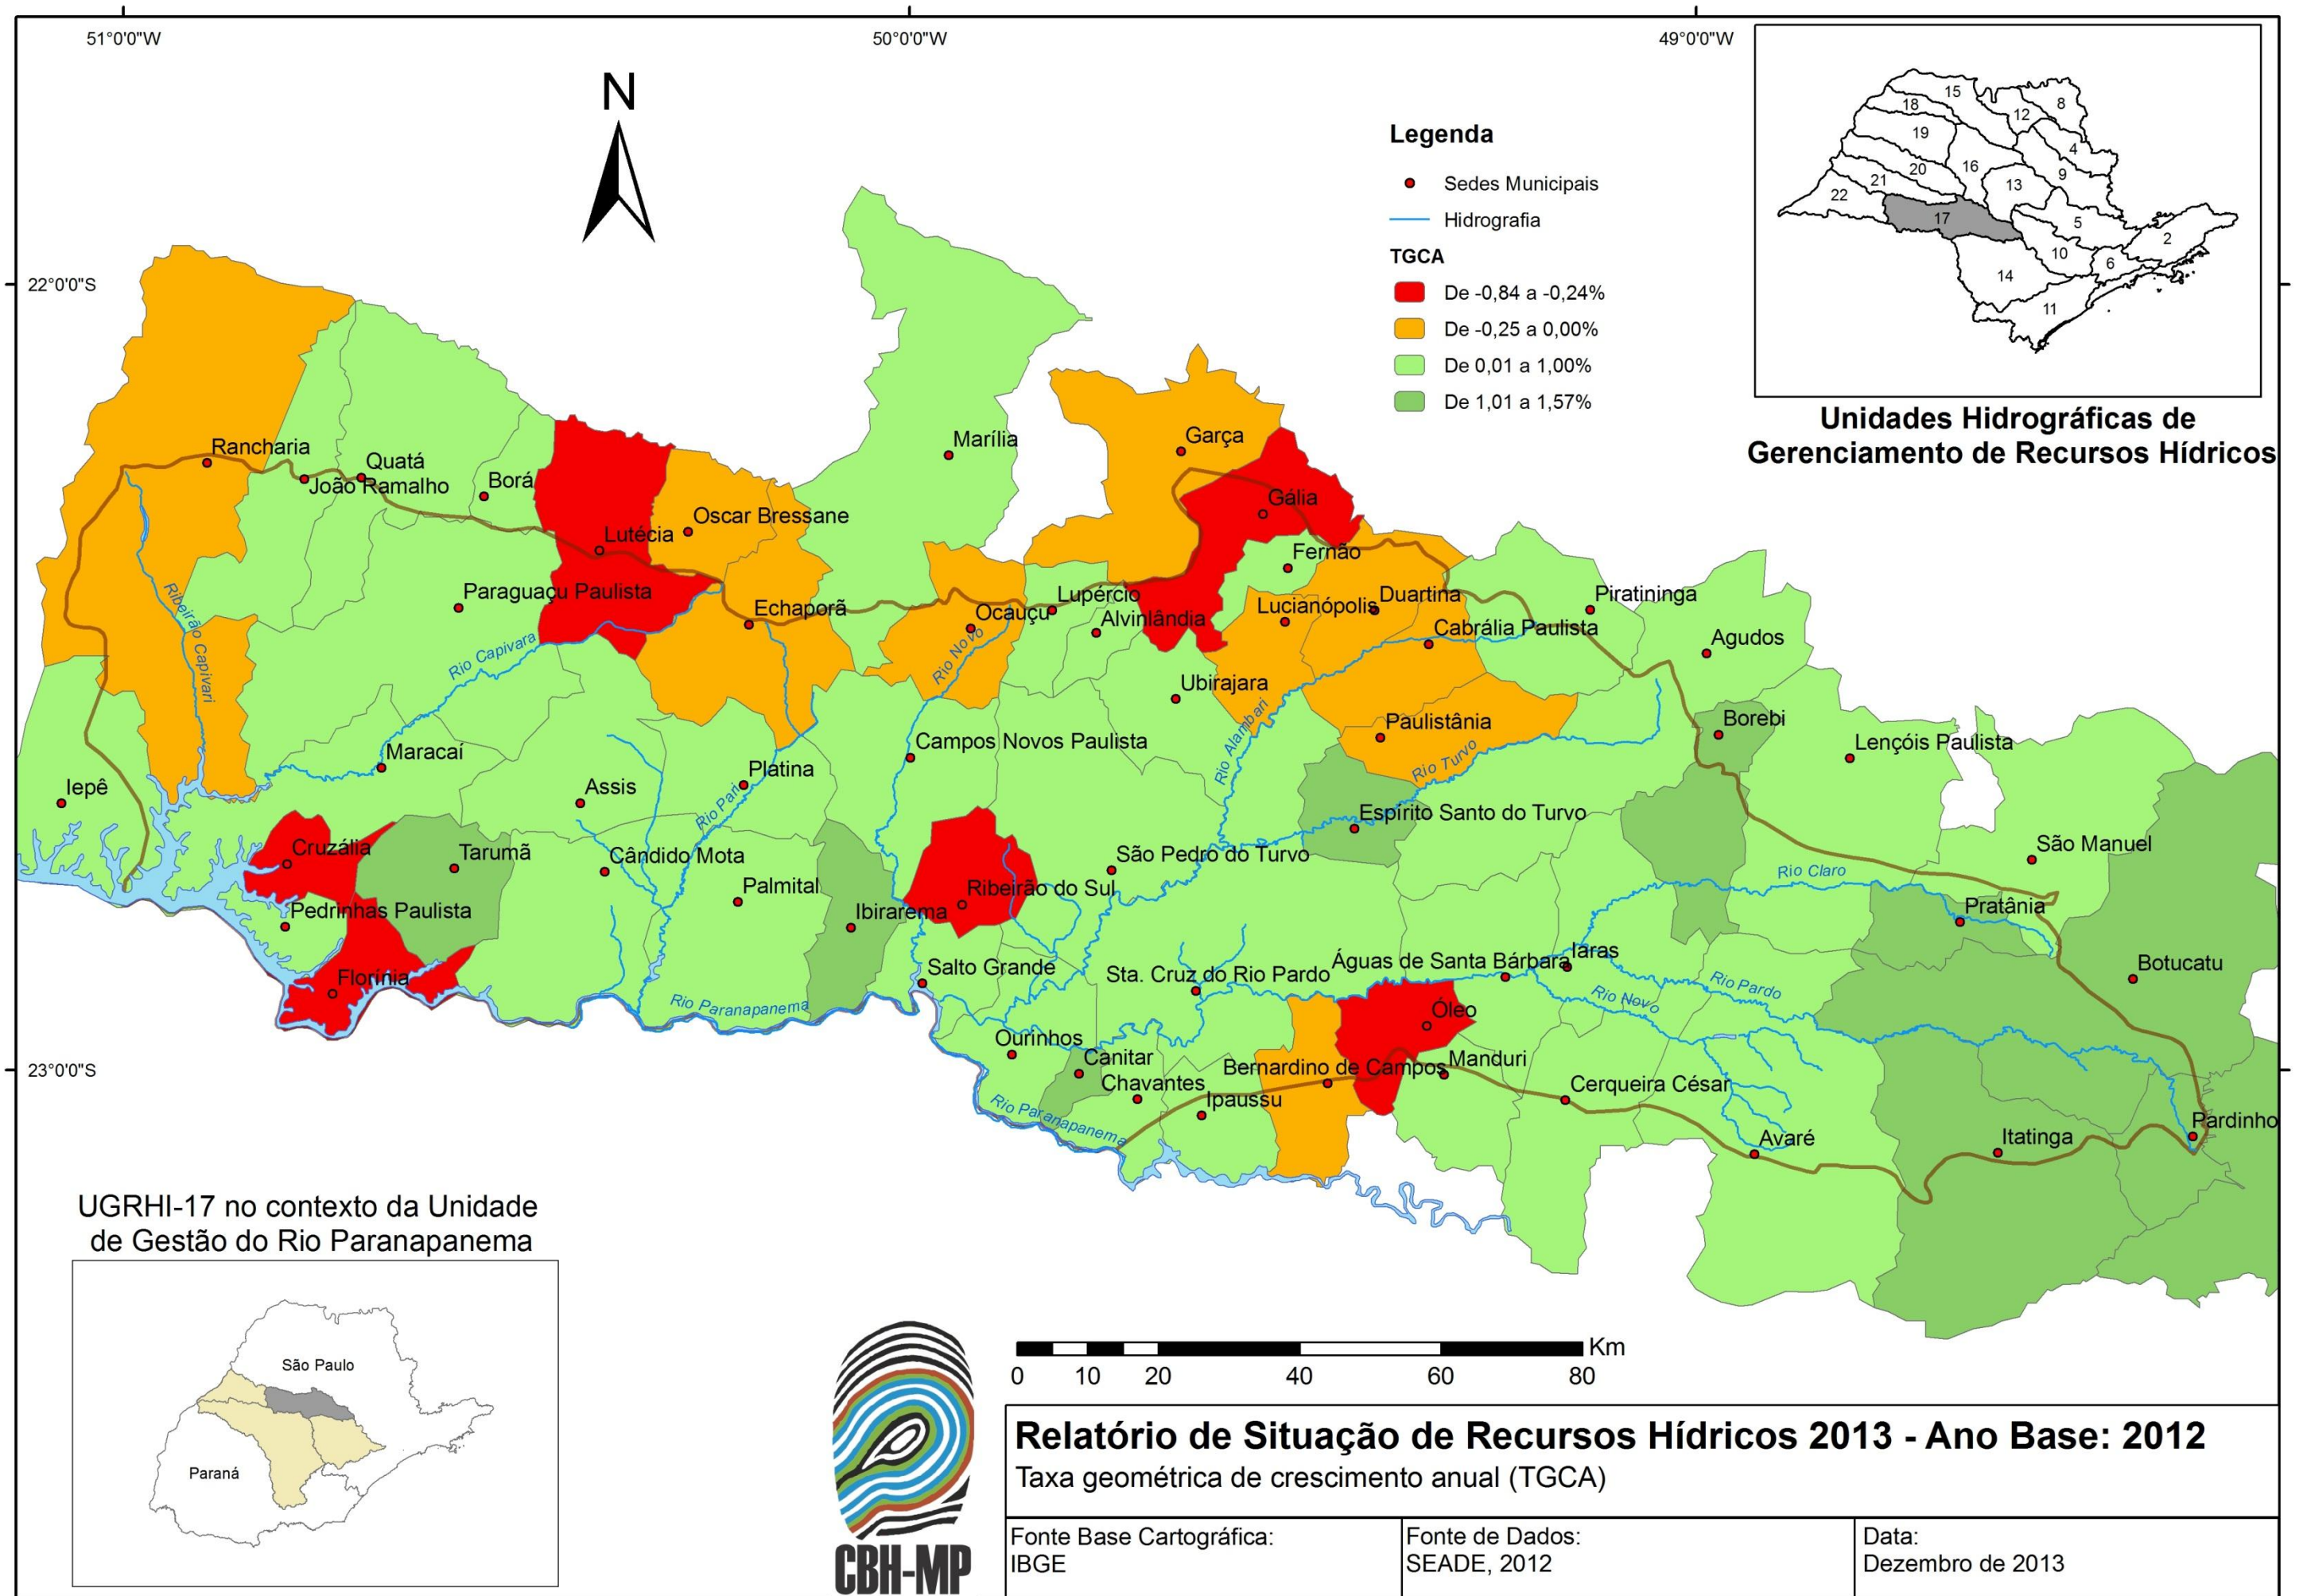 51°0'0"W
50°0'0"W
49°0'0"W
22°0'0"S
23°0'0"S
N
Legenda
Sedes Municipais
Hidrografia
TGCA
De -0,84 a -0,24%
De -0,25 a 0,00%
De 0,01 a 1,00%
De 1,01 a 1,57%
15
18
8
12
19
4
16
20
9
21
13
22
17
5
2
10
6
14
11
Unidades Hidrográficas de
Gerenciamento de Recursos Hídricos
Rancharia
Quatá
João Ramalho
Borá
Marília
Garça
Gália
Oscar Bressane
Lutécia
Fernão
Paraguaçu Paulista
Echaporã
Ocauçu
Lupércio
Alvinlândia
Lucianópolis
Duartina
Piratininga
Cabrália Paulista
Agudos
Ribeirão Capivari
Rio Capivara
Rio Novo
Ubirajara
Paulistânia
Borebi
Lençóis Paulista
Rio Alambari
Rio Turvo
Campos Novos Paulista
Maracaí
Platina
Iepê
Assis
Rio Pari
Espírito Santo do Turvo
Cruzália
Tarumã
Cândido Mota
Palmital
São Pedro do Turvo
São Manuel
Rio Claro
Ribeirão do Sul
Pedrinhas Paulista
Ibirarema
Pratânia
Florínia
Salto Grande
Sta. Cruz do Rio Pardo
Águas de Santa Bárbara
Iaras
Botucatu
Rio Pardo
Rio Novo
Rio Paranapanema
Óleo
Ourinhos
Canitar
Chavantes
Bernardino de Campos
Manduri
Ipaussu
Cerqueira César
Rio Paranapanema
Avaré
Itatinga
Pardinho
UGRHI-17 no contexto da Unidade
de Gestão do Rio Paranapanema
São Paulo
Paraná
CBH-MP
Km
0 10 20 40 60 80
Relatório de Situação de Recursos Hídricos 2013 - Ano Base: 2012
Taxa geométrica de crescimento anual (TGCA)
Fonte Base Cartográfica:
IBGE
Fonte de Dados:
SEADE, 2012
Data:
Dezembro de 2013